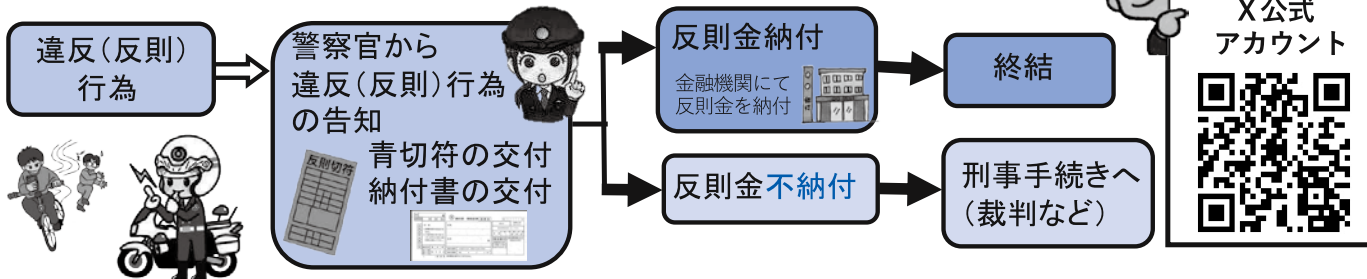 違反(反則)
行為
警察官から
違反(反則)行為
の告知
反則切符
青切符の交付
納付書の交付
反則金納付
金融機関にて
反則金を納付
終結
反則金不納付
刑事手続きへ
(裁判など)
X公式
アカウント